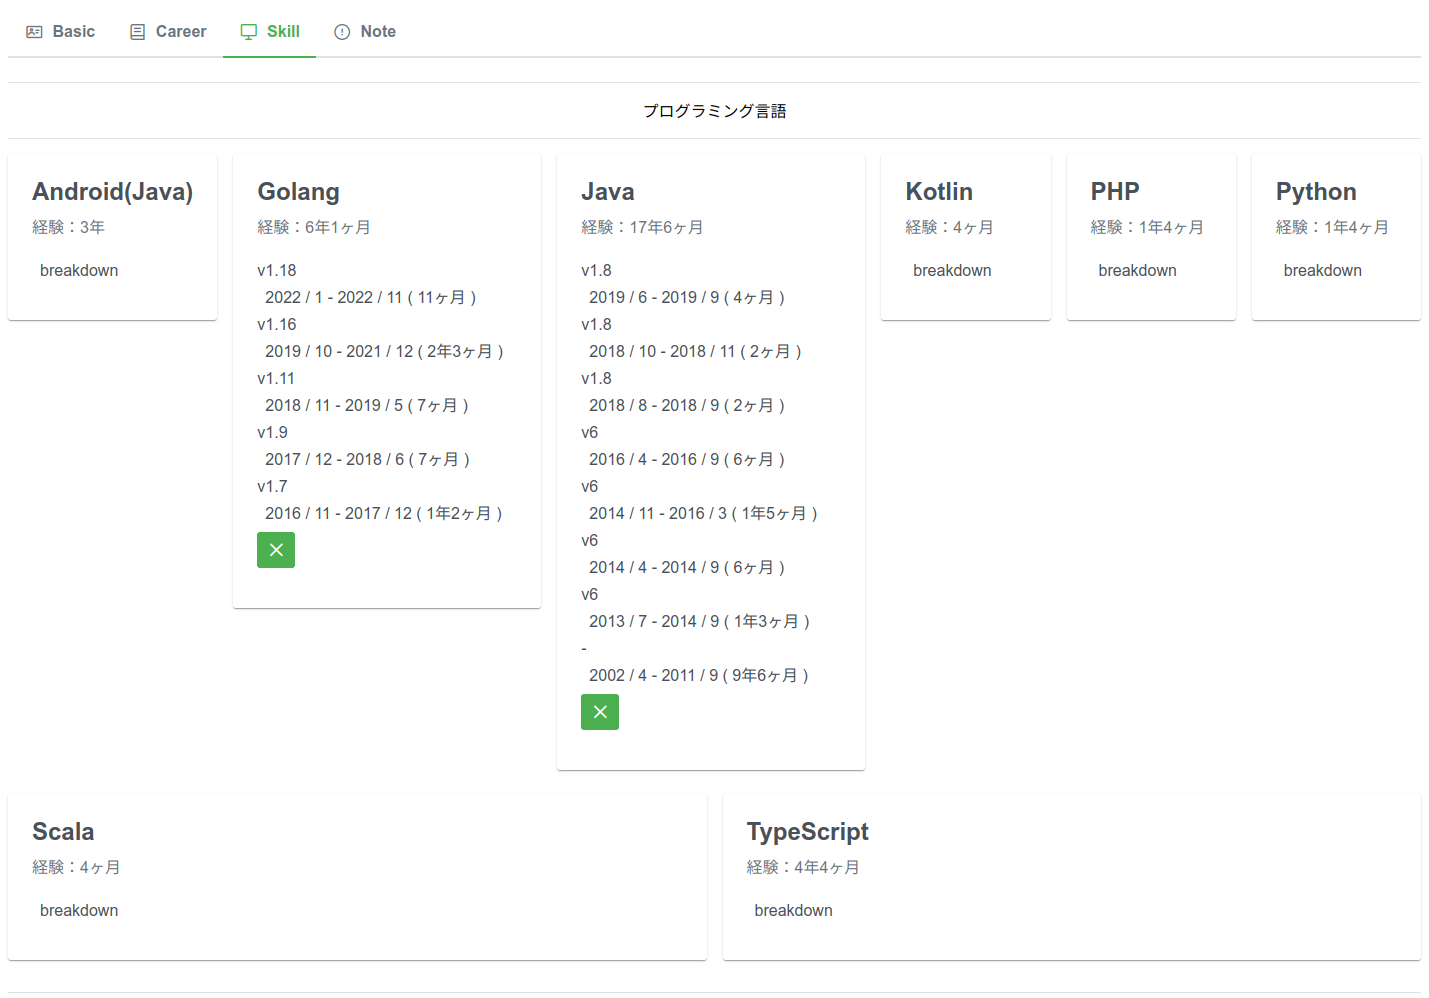 Basic Career Skill Note
プログラミング言語
Android(Java)
経験：3年
breakdown
Golang
経験：6年1ヶ月
v1.18
2022 / 1 - 2022 / 11 ( 11ヶ月 )
v1.16
2019 / 10 - 2021 / 12 ( 2年3ヶ月 )
v1.11
2018 / 11 - 2019 / 5 ( 7ヶ月 )
v1.9
2017 / 12 - 2018 / 6 ( 7ヶ月 )
v1.7
2016 / 11 - 2017 / 12 ( 1年2ヶ月 )
Java
経験：17年6ヶ月
v1.8
2019 / 6 - 2019 / 9 ( 4ヶ月 )
v1.8
2018 / 10 - 2018 / 11 ( 2ヶ月 )
v1.8
2018 / 8 - 2018 / 9 ( 2ヶ月 )
v6
2016 / 4 - 2016 / 9 ( 6ヶ月 )
v6
2014 / 11 - 2016 / 3 ( 1年5ヶ月 )
v6
2014 / 4 - 2014 / 9 ( 6ヶ月 )
v6
2013 / 7 - 2014 / 9 ( 1年3ヶ月 )
-
2002 / 4 - 2011 / 9 ( 9年6ヶ月 )
Kotlin
経験：4ヶ月
breakdown
PHP
経験：1年4ヶ月
breakdown
Python
経験：1年4ヶ月
breakdown
Scala
経験：4ヶ月
breakdown
TypeScript
経験：4年4ヶ月
breakdown